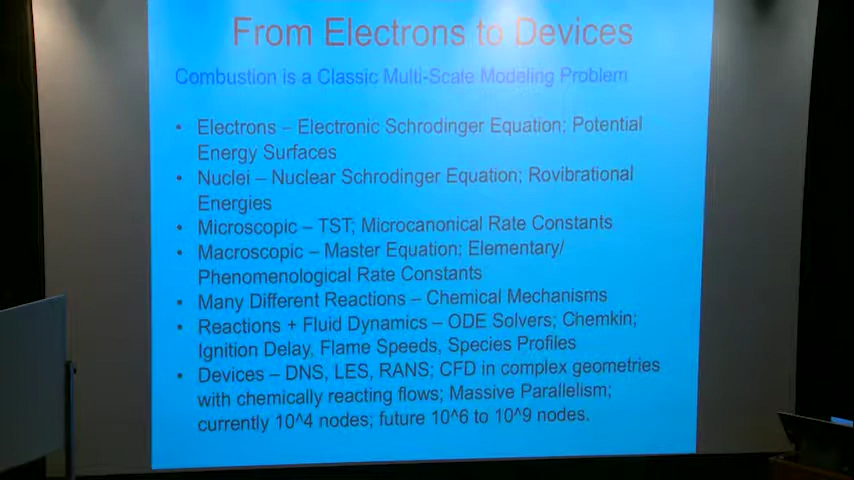 From Electrons to Devices
Combustion is a Classic Multi-Scale Modeling Problem
• Electrons – Electronic Schrodinger Equation; Potential
Energy Surfaces
• Nuclei – Nuclear Schrodinger Equation; Rovibrational
Energies
• Microscopic – TST; Microcanonical Rate Constants
• Macroscopic – Master Equation; Elementary/
Phenomenological Rate Constants
• Many Different Reactions – Chemical Mechanisms
• Reactions + Fluid Dynamics – ODE Solvers; Chemkin;
Ignition Delay, Flame Speeds, Species Profiles
• Devices – DNS, LES, RANS; CFD in complex geometries
with chemically reacting flows; Massive Parallelism;
currently 10^4 nodes; future 10^6 to 10^9 nodes.